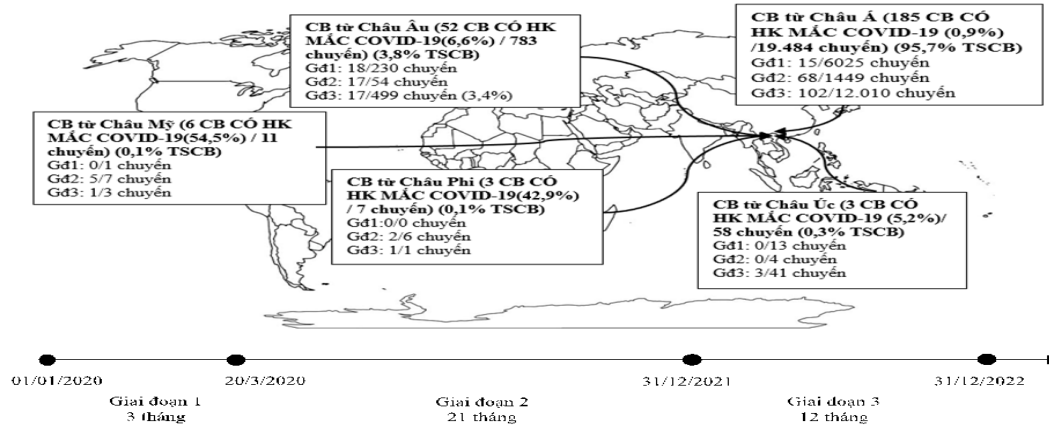 CB từ Châu Âu (52 CB CÓ HK
MẮC COVID-19(6,6%) / 783
chuyến) (3,8% TSCB)
Gđ1: 18/230 chuyến
Gđ2: 17/54 chuyến
Gđ3: 17/499 chuyến (3,4%)
CB từ Châu Á (185 CB CÓ
HK MẮC COVID-19 (0,9%)
/19.484 chuyến) (95,7% TSCB)
Gđ1: 15/6025 chuyến
Gđ2: 68/1449 chuyến
Gđ3: 102/12.010 chuyến
CB từ Châu Mỹ (6 CB CÓ HK
MẮC COVID-19(54,5%) / 11
chuyến) (0,1% TSCB)
Gđ1: 0/1 chuyến
Gđ2: 5/7 chuyến
Gđ3: 1/3 chuyến
CB từ Châu Phi (3 CB CÓ
HK MẮC COVID-19(42,9%)
/ 7 chuyến) (0,1% TSCB)
Gđ1:0/0 chuyến
Gđ2: 2/6 chuyến
Gđ3: 1/1 chuyến
CB từ Châu Úc (3 CB CÓ
HK MẮC COVID-19 (5,2%)/
58 chuyến (0,3% TSCB)
Gđ1: 0/13 chuyến
Gđ2: 0/4 chuyến
Gđ3: 3/41 chuyến
01/01/2020 20/3/2020 31/12/2021 31/12/2022
Giai đoạn 1 Giai đoạn 2 Giai đoạn 3
3 tháng 21 tháng 12 tháng